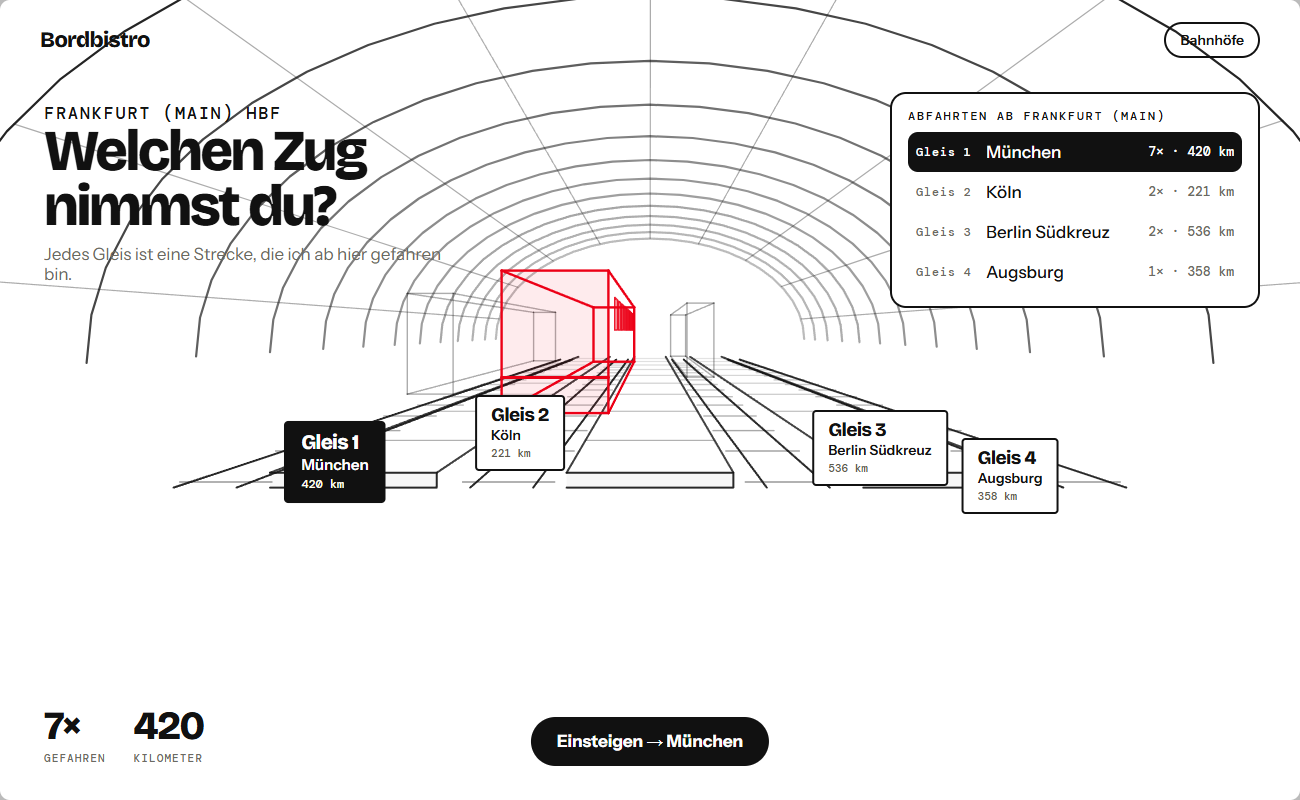 Bordbistro
Bahnhöfe
FRANKFURT (MAIN) HBF
Welchen Zug
nimmst du?
Jedes Gleis ist eine Strecke, die ich ab hier gefahren
bin.
ABFAHRTEN AB FRANKFURT (MAIN)
Gleis 1 München 7× · 420 km
Gleis 2 Köln 2× · 221 km
Gleis 3 Berlin Südkreuz 2× · 536 km
Gleis 4 Augsburg 1× · 358 km
Gleis 1
München
420 km
Gleis 2
Köln
221 km
Gleis 3
Berlin Südkreuz
536 km
Gleis 4
Augsburg
358 km
7× 420
GEFAHREN KILOMETER
Einsteigen → München